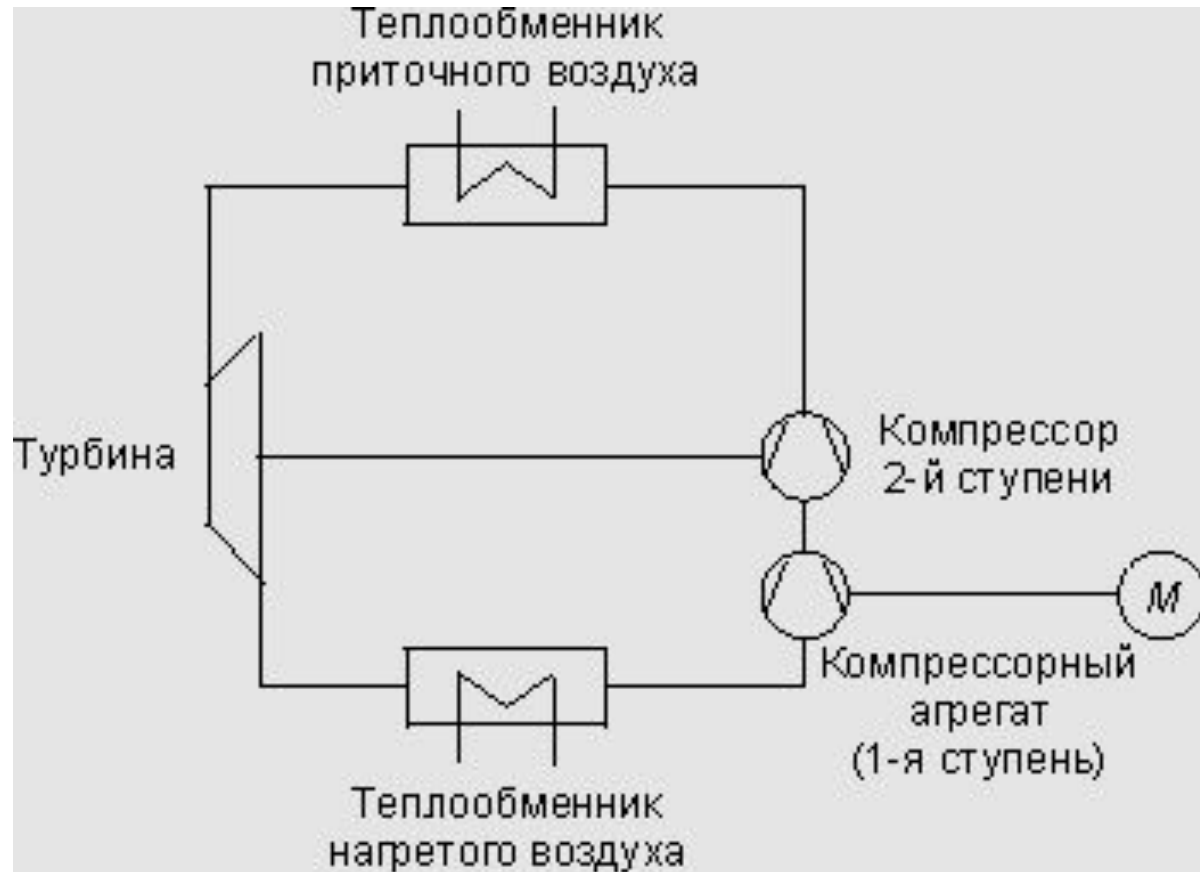 Теплообменник
приточного воздуха
Турбина
Компрессор
2-й ступени
М
Компрессорный
агрегат
(1-я ступень)
Теплообменник
нагретого воздуха